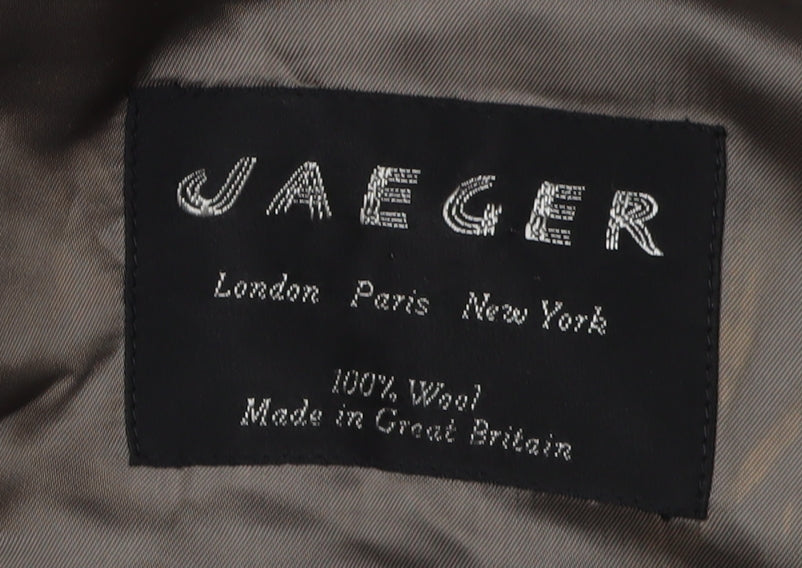 JAEGER
London Paris New York
100% Wool
Made in Great Britain